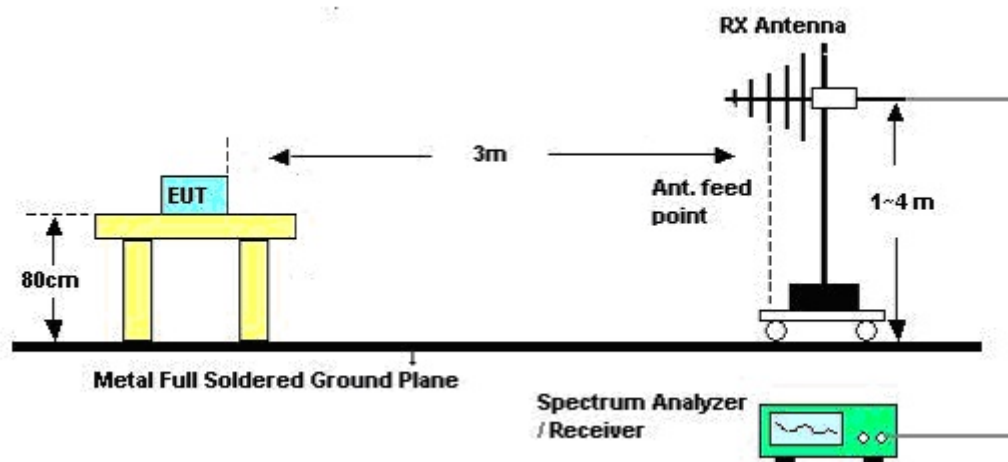 RX Antenna
3m
EUT
Ant. feed
point
1~4 m
80cm
Metal Full Soldered Ground Plane
Spectrum Analyzer
/ Receiver